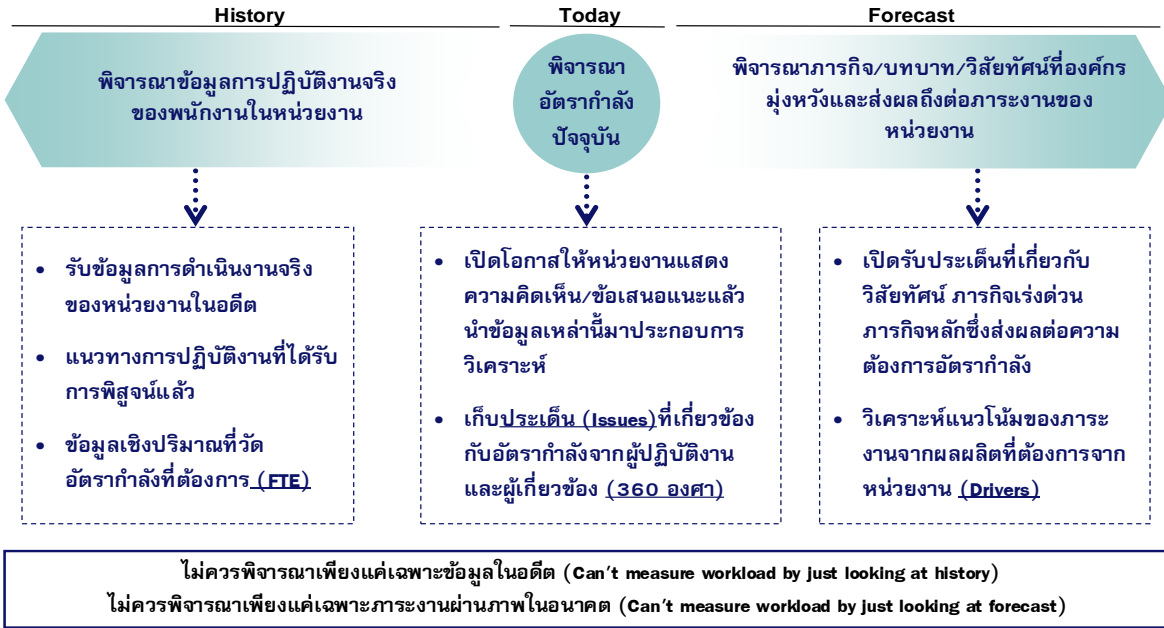 History
Today
Forecast
พิจารณาข้อมูลการปฏิบัติงานจริง
ของพนักงานในหน่วยงาน
พิจารณา
อัตรากำลัง
ปัจจุบัน
พิจารณาภารกิจ/บทบาท/วิสัยทัศน์ที่องค์กร
มุ่งหวังและส่งผลถึงต่อภาระงานของ
หน่วยงาน
• รับข้อมูลการดำเนินงานจริง
ของหน่วยงานในอดีต
• แนวทางการปฏิบัติงานที่ได้รับ
การพิสูจน์แล้ว
• ข้อมูลเชิงปริมาณที่วัด
อัตรากำลังที่ต้องการ (FTE)
• เปิดโอกาสให้หน่วยงานแสดง
ความคิดเห็น/ข้อเสนอแนะแล้ว
นำข้อมูลเหล่านี้มาประกอบการ
วิเคราะห์
• เก็บประเด็น (Issues)ที่เกี่ยวข้อง
กับอัตรากำลังจากผู้ปฏิบัติงาน
และผู้เกี่ยวข้อง (360 องศา)
• เปิดรับประเด็นที่เกี่ยวกับ
วิสัยทัศน์ ภารกิจเร่งด่วน
ภารกิจหลักซึ่งส่งผลต่อความ
ต้องการอัตรากำลัง
• วิเคราะห์แนวโน้มของภาระ
งานจากผลผลิตที่ต้องการจาก
หน่วยงาน (Drivers)
ไม่ควรพิจารณาเพียงแค่เฉพาะข้อมูลในอดีต (Can't measure workload by just looking at history)
ไม่ควรพิจารณาเพียงแค่เฉพาะภาระงานผ่านภาพในอนาคต (Can't measure workload by just looking at forecast)